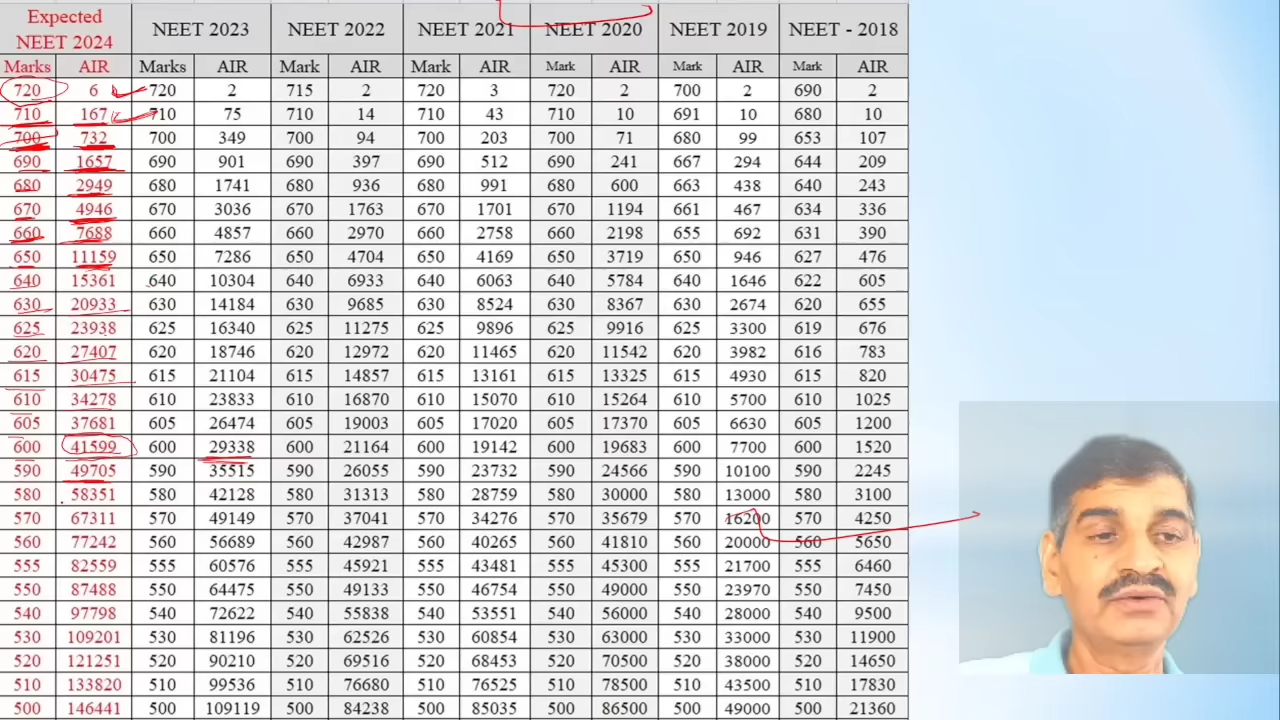 Expected NEET 2024 NEET 2023 NEET 2022 NEET 2021 NEET 2020 NEET 2019 NEET - 2018
Marks AIR Marks AIR Mark AIR Mark AIR Mark AIR Mark AIR Mark AIR
720 6 720 2 715 2 720 3 720 2 700 2 690 2
710 167 710 75 710 14 710 43 710 10 691 10 680 10
700 732 700 349 700 94 700 203 700 71 680 99 653 107
690 1657 690 901 690 397 690 512 690 241 667 294 644 209
680 2949 680 1741 680 936 680 991 680 600 663 438 640 243
670 4946 670 3036 670 1763 670 1701 670 1194 661 467 634 336
660 7688 660 4857 660 2970 660 2758 660 2198 655 692 631 390
650 11159 650 7286 650 4704 650 4169 650 3719 650 946 627 476
640 15361 640 10304 640 6933 640 6063 640 5784 640 1646 622 605
630 20933 630 14184 630 9685 630 8524 630 8367 630 2674 620 655
625 23938 625 16340 625 11275 625 9896 625 9916 625 3300 619 676
620 27407 620 18746 620 12972 620 11465 620 11542 620 3982 616 783
615 30475 615 21104 615 14857 615 13161 615 13325 615 4930 615 820
610 34278 610 23833 610 16870 610 15070 610 15264 610 5700 610 1025
605 37681 605 26474 605 19003 605 17020 605 17370 605 6630 605 1200
600 41599 600 29338 600 21164 600 19142 600 19683 600 7700 600 1520
590 49705 590 35515 590 26055 590 23732 590 24566 590 10100 590 2245
580 58351 580 42128 580 31313 580 28759 580 30000 580 13000 580 3100
570 67311 570 49149 570 37041 570 34276 570 35679 570 16200 570 4250
560 77242 560 56689 560 42987 560 40265 560 41810 560 20000 560 5650
555 82559 555 60576 555 45921 555 43481 555 45300 555 21700 555 6460
550 87488 550 64475 550 49133 550 46754 550 49000 550 23970 550 7450
540 97798 540 72622 540 55838 540 53551 540 56000 540 28000 540 9500
530 109201 530 81196 530 62526 530 60854 530 63000 530 33000 530 11900
520 121251 520 90210 520 69516 520 68453 520 70500 520 38000 520 14650
510 133820 510 99536 510 76680 510 76525 510 78500 510 43500 510 17830
500 146441 500 109119 500 84238 500 85035 500 86500 500 49000 500 21360